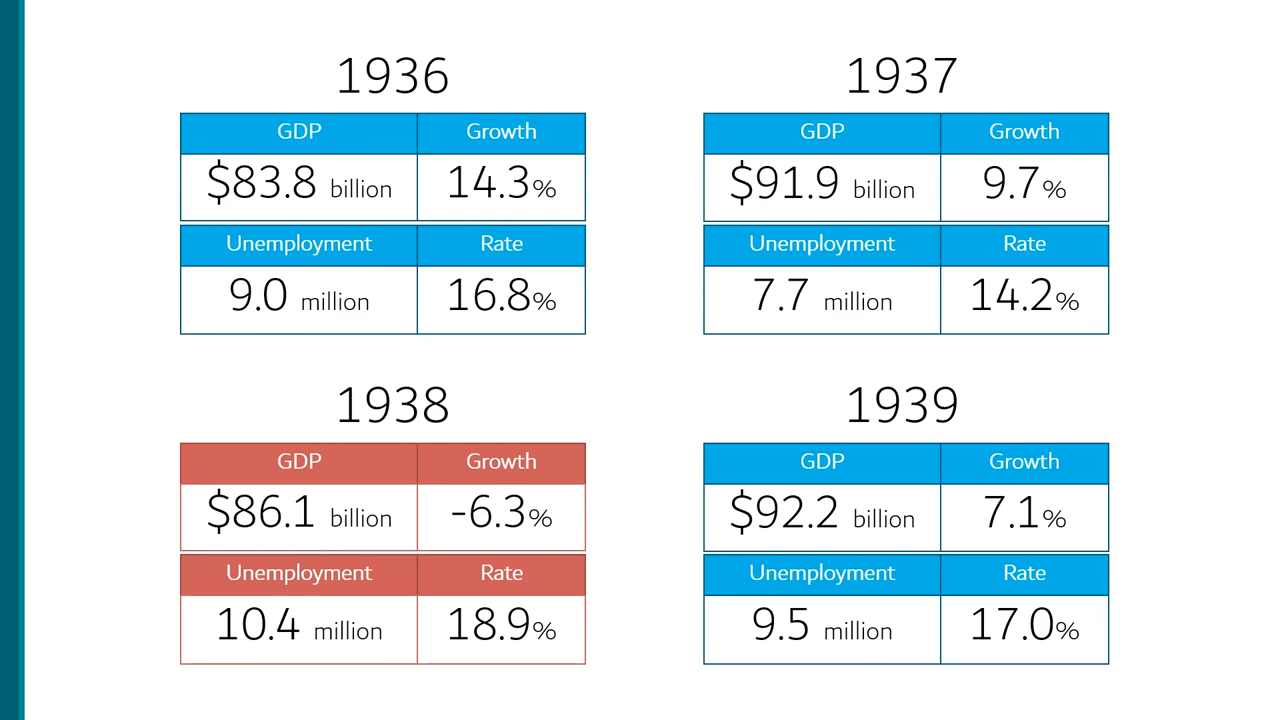 1936
GDP Growth
$83.8 billion 14.3%
Unemployment Rate
9.0 million 16.8%
1937
GDP Growth
$91.9 billion 9.7%
Unemployment Rate
7.7 million 14.2%
1938
GDP Growth
$86.1 billion -6.3%
Unemployment Rate
10.4 million 18.9%
1939
GDP Growth
$92.2 billion 7.1%
Unemployment Rate
9.5 million 17.0%